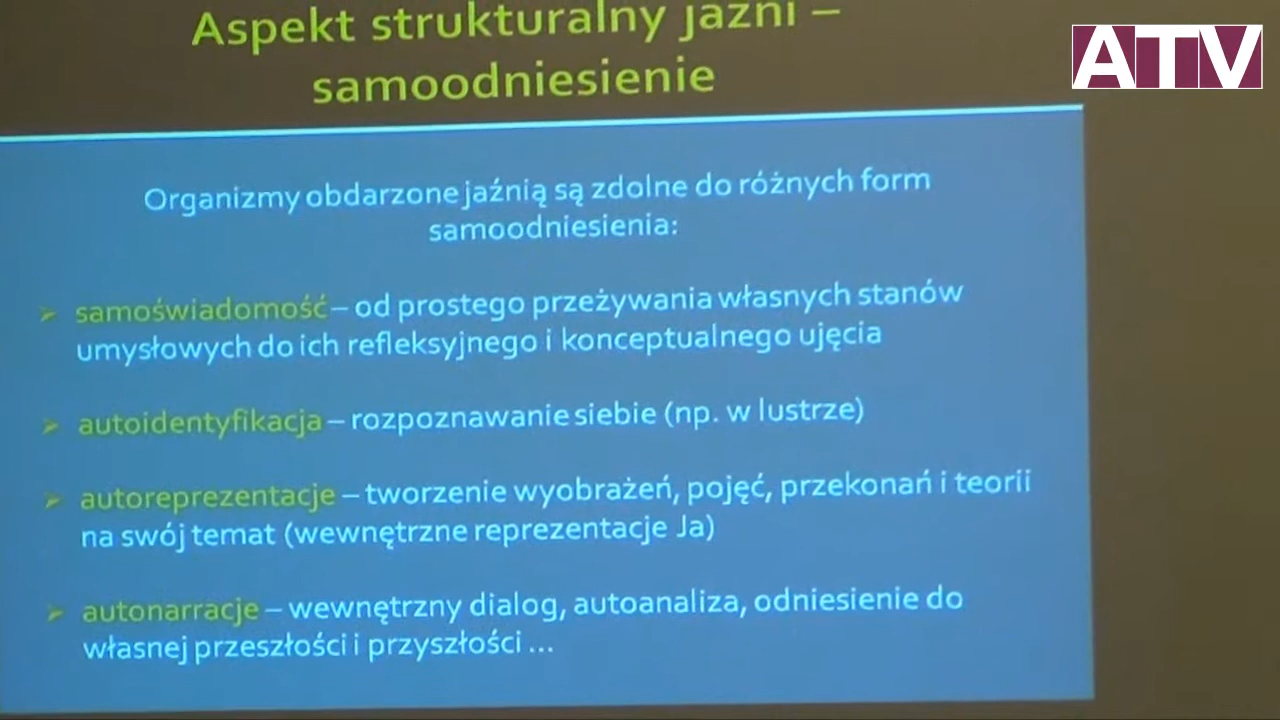 Aspekt strukturalny jaźni –
samoodniesienie
ATV
Organizmy obdarzone jaźnią są zdolne do różnych form
samoodniesienia:
➢ samoświadomość – od prostego przeżywania własnych stanów
umysłowych do ich refleksyjnego i konceptualnego ujęcia
➢ autoidentyfikacja – rozpoznawanie siebie (np. w lustrze)
➢ autoreprezentacje – tworzenie wyobrażeń, pojęć, przekonań i teorii
na swój temat (wewnętrzne reprezentacje Ja)
➢ autonarracje – wewnętrzny dialog, autoanaliza, odniesienie do
własnej przeszłości i przyszłości ...